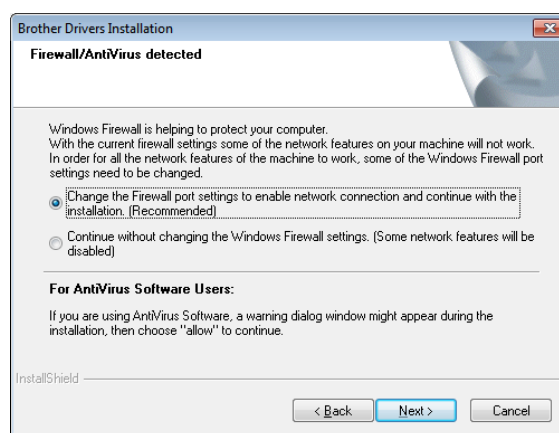 Brother Drivers Installation
Firewall/AntiVirus detected
Windows Firewall is helping to protect your computer.
With the current firewall settings some of the network features on your machine will not work.
In order for all the network features of the machine to work, some of the Windows Firewall port
settings need to be changed.
Change the Firewall port settings to enable network connection and continue with the
installation. (Recommended)
Continue without changing the Windows Firewall settings. (Some network features will be
disabled)
For AntiVirus Software Users:
If you are using AntiVirus Software, a warning dialog window might appear during the
installation, then choose "allow" to continue.
InstallShield
< Back
Next >
Cancel